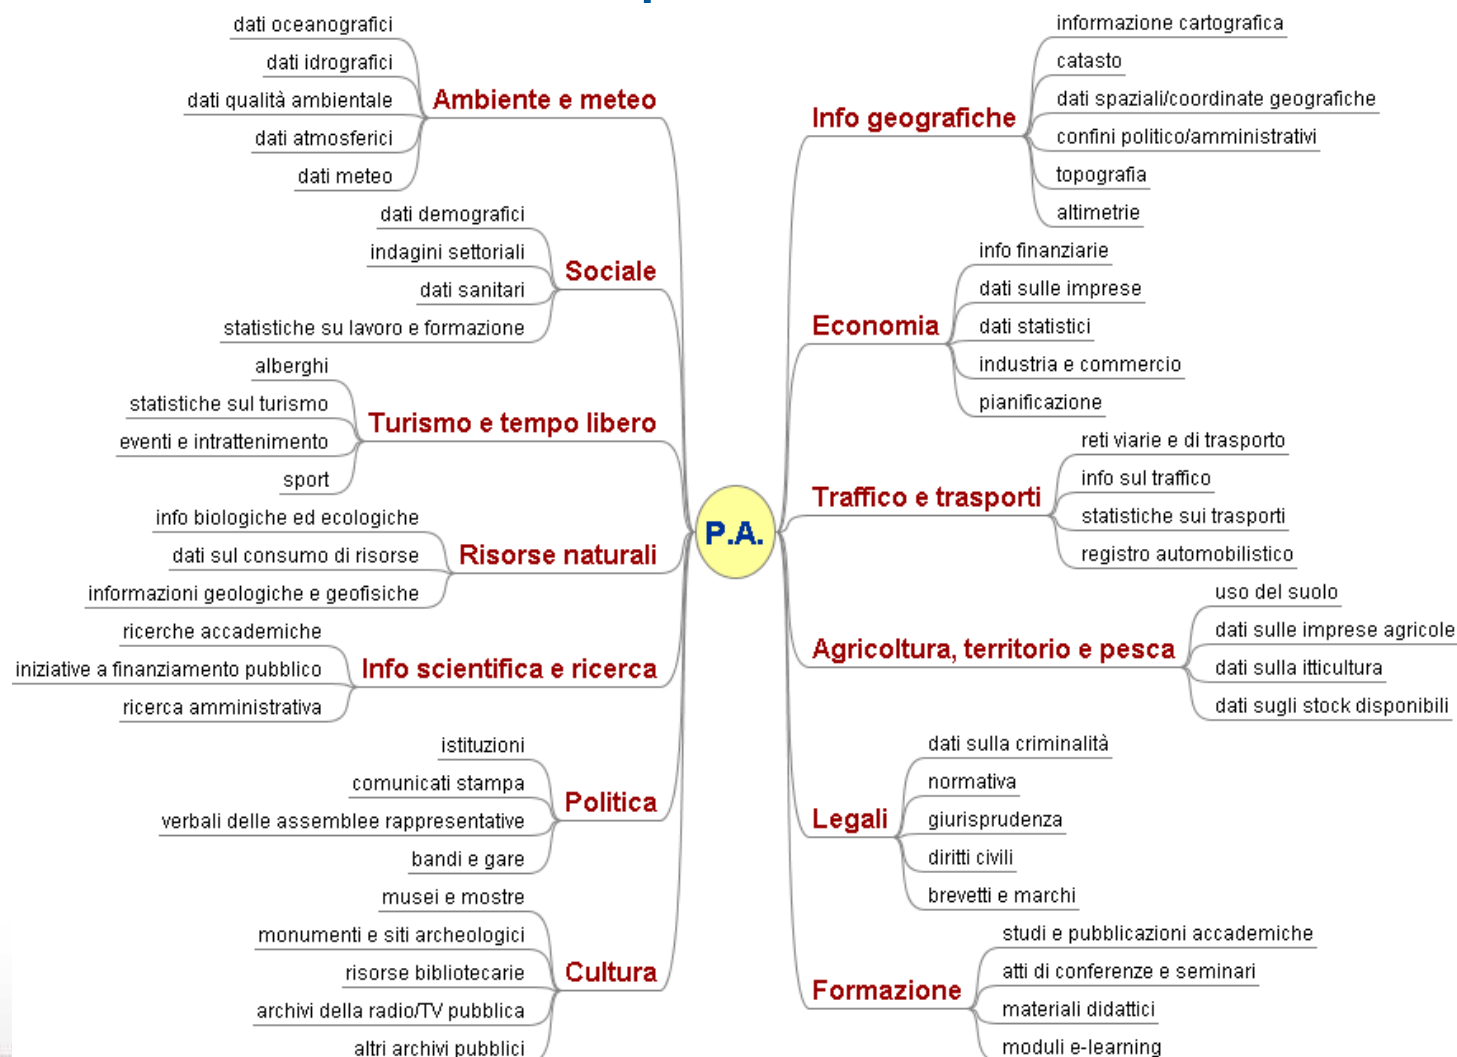 dati oceanografici
dati idrografici
dati qualità ambientale
dati atmosferici
dati meteo
Ambiente e meteo
dati demografici
indagini settoriali
dati sanitari
statistiche su lavoro e formazione
Sociale
alberghi
statistiche sul turismo
eventi e intrattenimento
sport
Turismo e tempo libero
info biologiche ed ecologiche
dati sul consumo di risorse
informazioni geologiche e geofisiche
Risorse naturali
ricerche accademiche
iniziative a finanziamento pubblico
ricerca amministrativa
Info scientifica e ricerca
istituzioni
comunicati stampa
verbali delle assemblee rappresentative
bandi e gare
Politica
musei e mostre
monumenti e siti archeologici
risorse bibliotecarie
archivi della radio/TV pubblica
altri archivi pubblici
Cultura
P.A.
Info geografiche
informazione cartografica
catasto
dati spaziali/coordinate geografiche
confini politico/amministrativi
topografia
altimetrie
Economia
info finanziarie
dati sulle imprese
dati statistici
industria e commercio
pianificazione
Traffico e trasporti
reti viarie e di trasporto
info sul traffico
statistiche sui trasporti
registro automobilistico
Agricoltura, territorio e pesca
uso del suolo
dati sulle imprese agricole
dati sulla itticultura
dati sugli stock disponibili
Legali
dati sulla criminalità
normativa
giurisprudenza
diritti civili
brevetti e marchi
Formazione
studi e pubblicazioni accademiche
atti di conferenze e seminari
materiali didattici
moduli e-learning